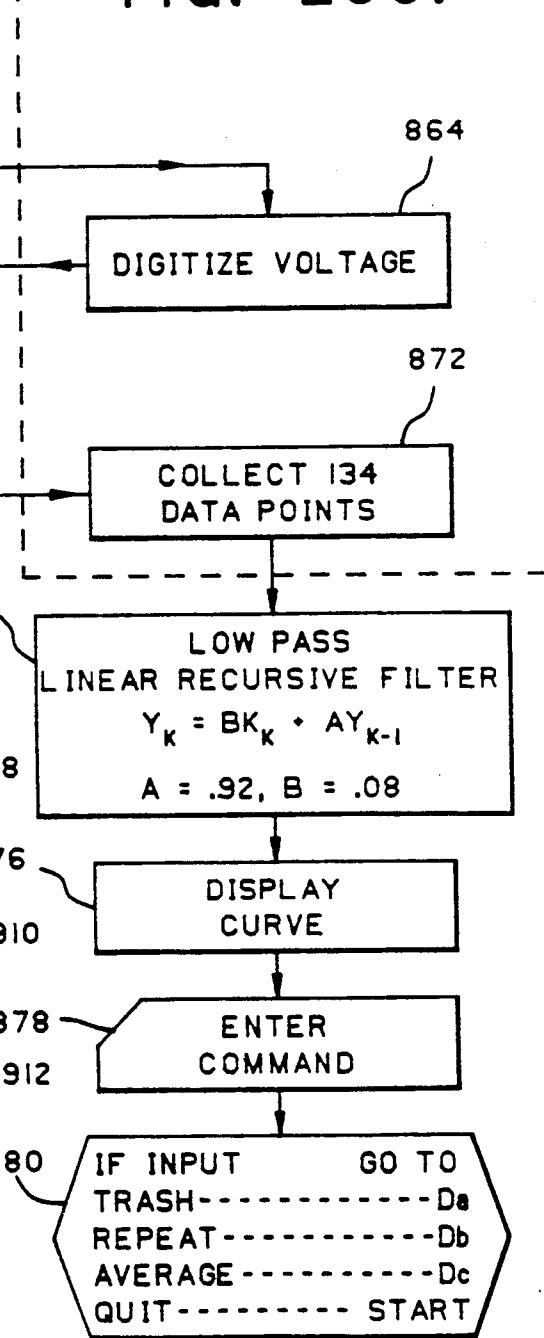 864
DIGITIZE VOLTAGE
872
COLLECT 134
DATA POINTS
LOW PASS
LINEAR RECURSIVE FILTER
Y_K = BK_K + AY_K-1
A = .92, B = .08
8
76
DISPLAY
CURVE
910
878
ENTER
COMMAND
912
80
IF INPUT GO TO
TRASH------------Da
REPEAT-----------Db
AVERAGE----------Dc
QUIT--------- START